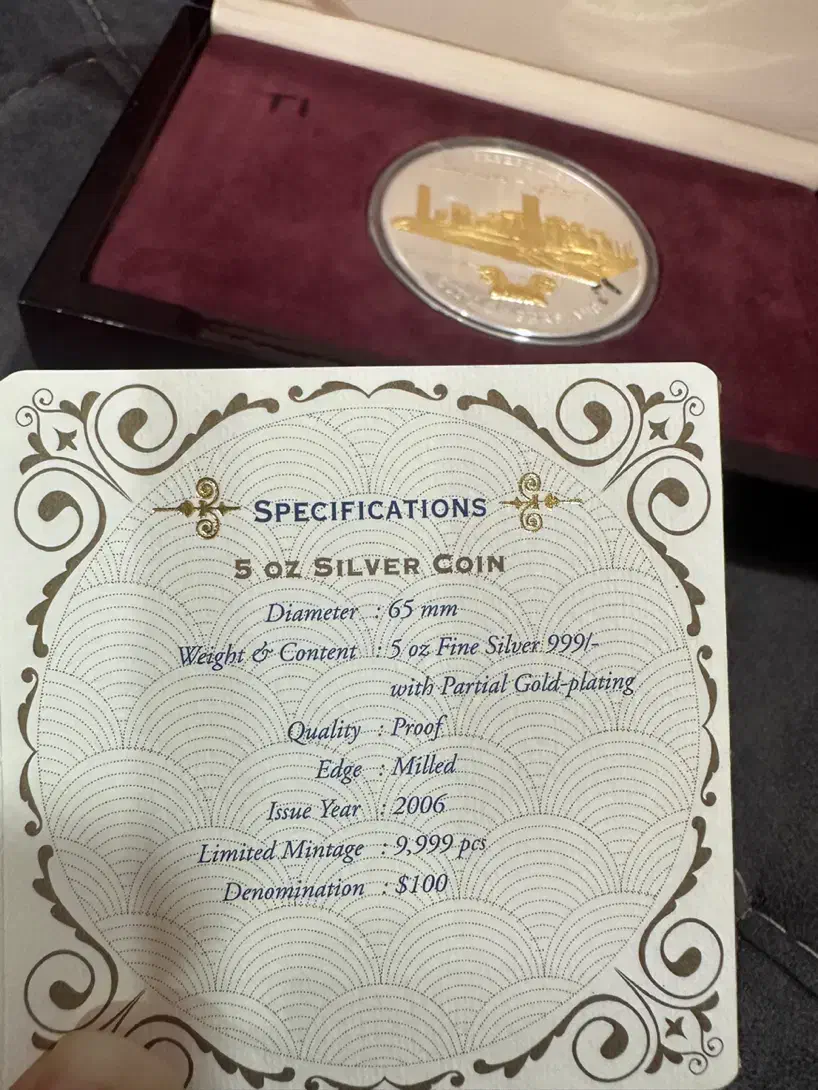 SPECIFICATIONS
5 OZ SILVER COIN
Diameter : 65 mm
Weight & Content : 5 oz Fine Silver 999/-
with Partial Gold-plating
Quality : Proof
Edge : Milled
Issue Year : 2006
Limited Mintage : 9,999 pcs
Denomination : $100